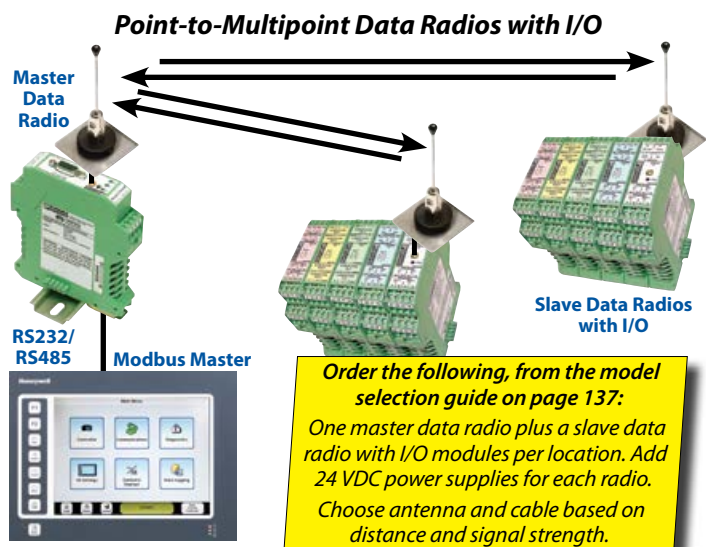 Point-to-Multipoint Data Radios with I/O
Master
Data
Radio
Slave Data Radios
with I/O
RS232/
RS485
Modbus Master
Honeywell
Main Menu
Order the following, from the model
selection guide on page 137:
One master data radio plus a slave data
radio with I/O modules per location. Add
24 VDC power supplies for each radio.
Choose antenna and cable based on
distance and signal strength.